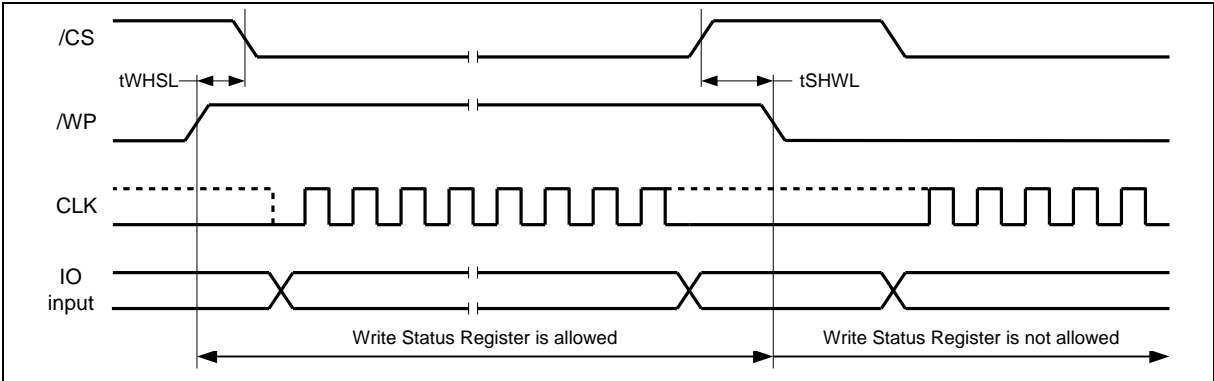 /CS
tWHSL
tSHWL
/WP
CLK
IO
input
Write Status Register is allowed
Write Status Register is not allowed